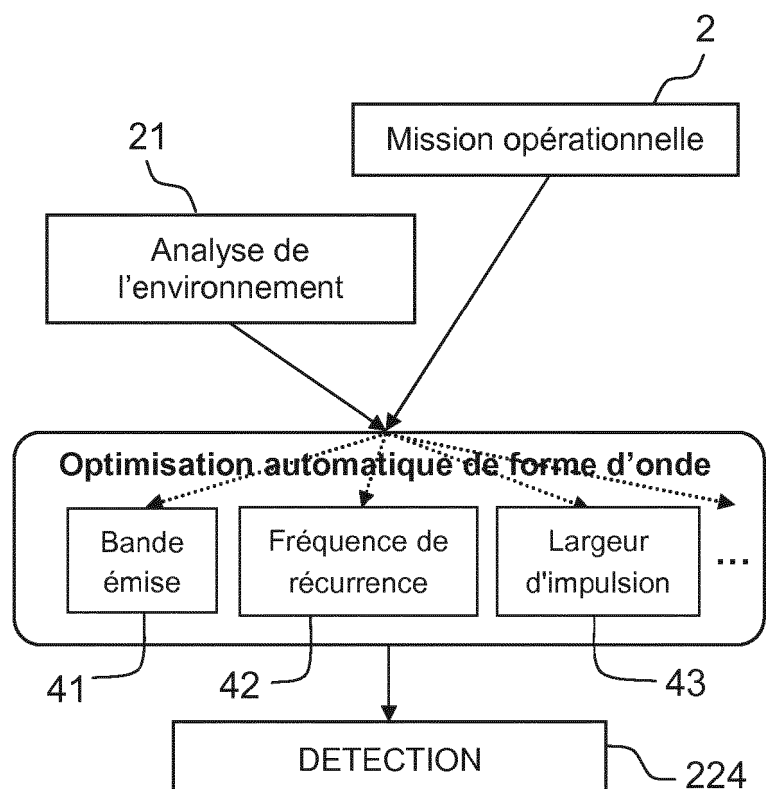 2
Mission opérationnelle
21
Analyse de
l'environnement
Optimisation automatique de forme d'onde
Bande
émise
Fréquence de
récurrence
Largeur
d'impulsion
...
41
42
43
DETECTION
224